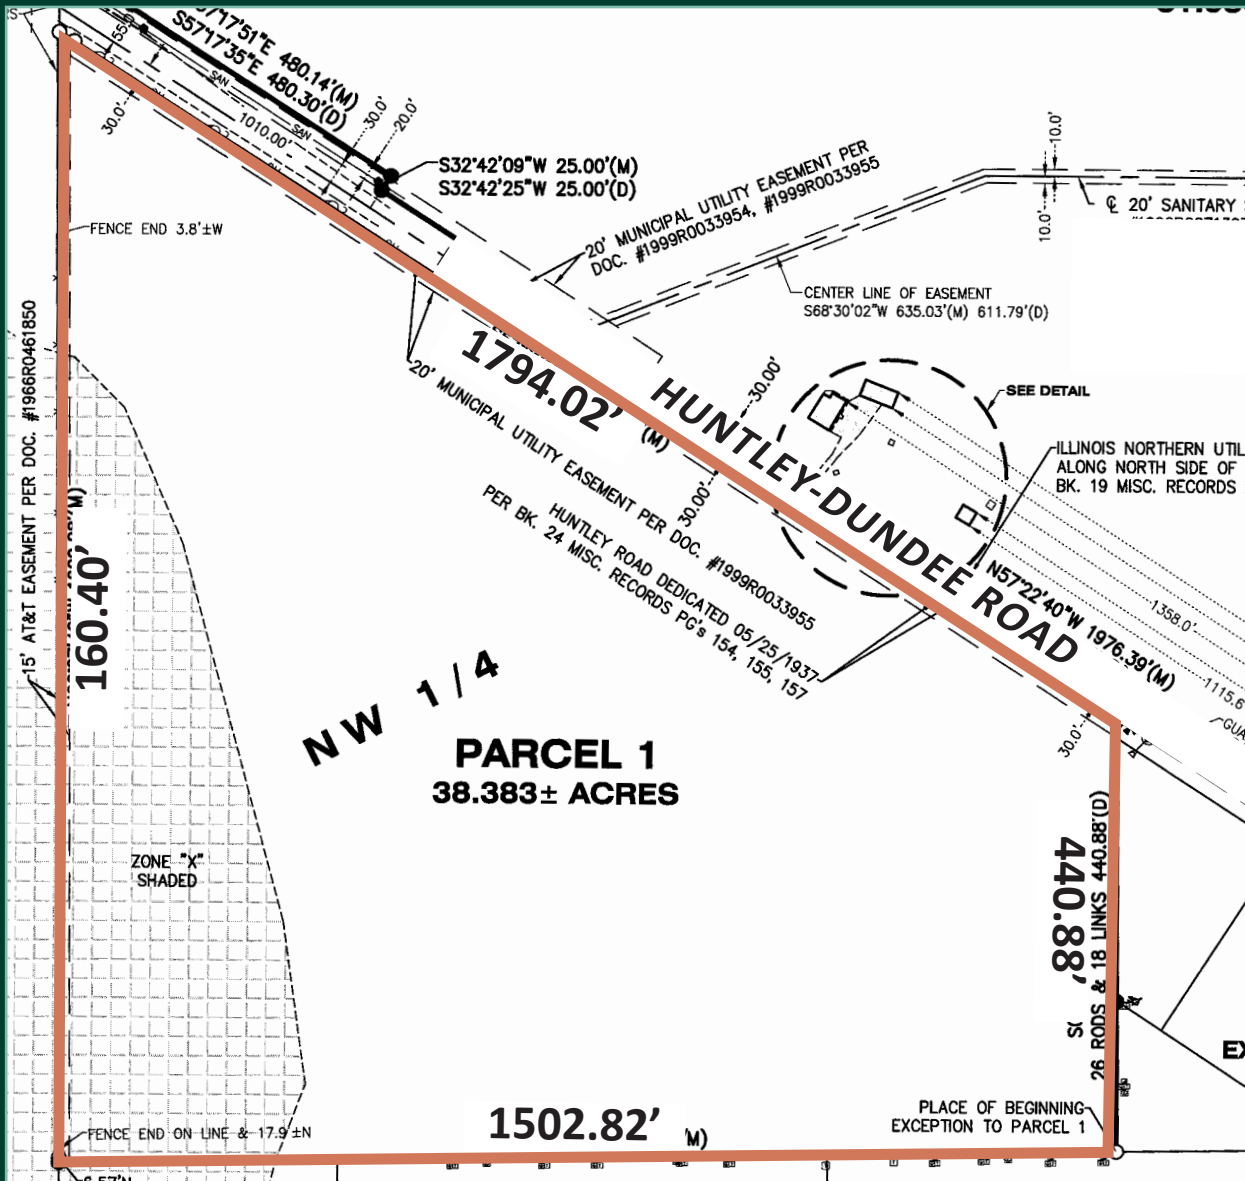 S57°17'35"E 480.30'(D)
55.0
30.0'
SAN
1010.00'
SAN
30.0'
20.0'
S32°42'09"W 25.00'(M)
S32°42'25"W 25.00'(D)
20' MUNICIPAL UTILITY EASEMENT PER
DOC. #1999R0033954, #1999R0033955
10.0'
10.0'
℄ 20' SANITARY
FENCE END 3.8'±W
CENTER LINE OF EASEMENT
S68°30'02"W 635.03'(M) 611.79'(D)
15' AT&T EASEMENT PER DOC. #1966R0461850
1794.02' (M)
20' MUNICIPAL UTILITY EASEMENT PER DOC. #1999R0033955
HUNTLEY-DUNDEE ROAD
30.00'
30.00'
SEE DETAIL
ILLINOIS NORTHERN UTIL
ALONG NORTH SIDE OF
BK. 19 MISC. RECORDS
HUNTLEY ROAD DEDICATED 05/25/1937
PER BK. 24 MISC. RECORDS PG's 154, 155, 157
N57°22'40"W 1976.39'(M)
1358.0'
1115.6
GUA
30.0'
160.40'
M)
NW 1/4
PARCEL 1
38.383± ACRES
ZONE "X"
SHADED
440.88'
26 RODS & 18 LINKS 440.88'(D)
EX
PLACE OF BEGINNING
EXCEPTION TO PARCEL 1
FENCE END ON LINE & 17.9'±N
1502.82' M)